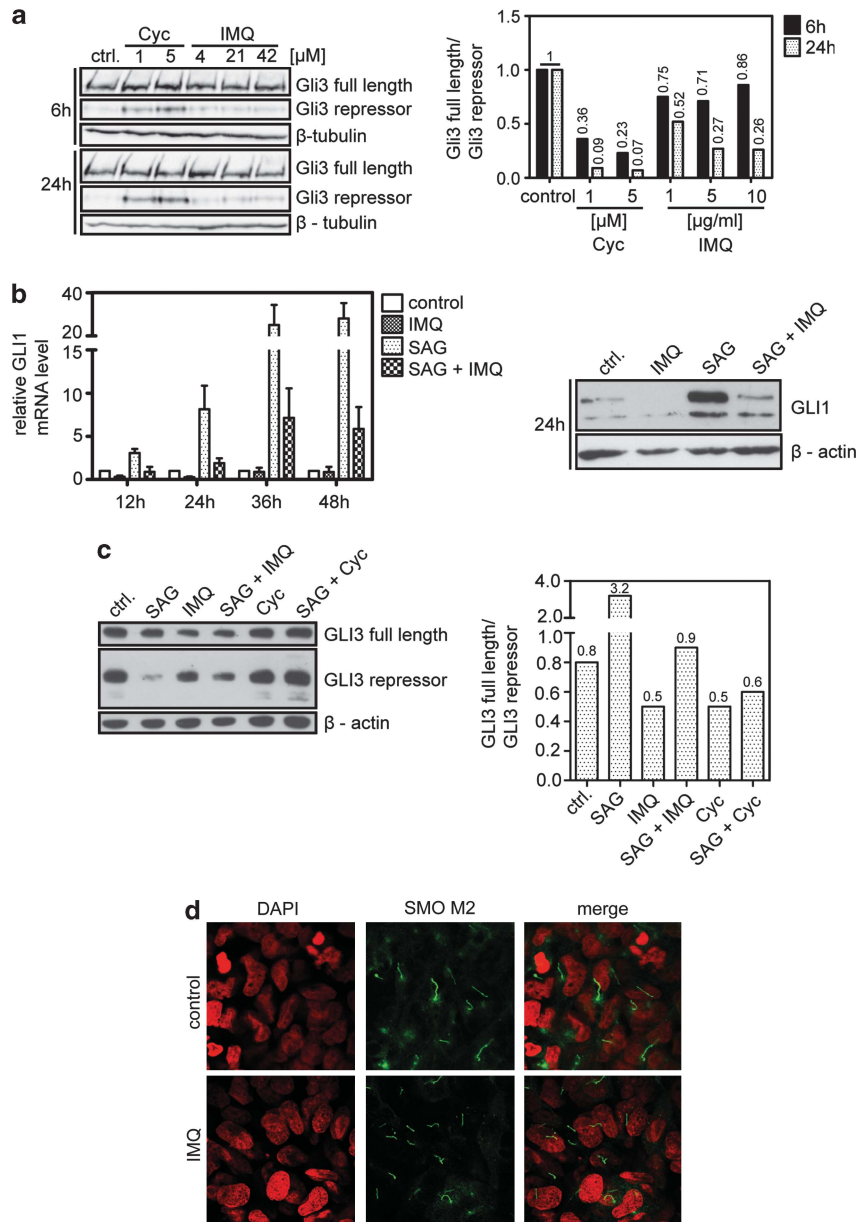 a
Cyc IMQ
ctrl. 1 5 4 21 42 [µM]
6h
Gli3 full length
Gli3 repressor
β-tubulin
24h
Gli3 full length
Gli3 repressor
β - tubulin
Gli3 full length/
Gli3 repressor
1.0
0.5
0.0
1
0.36
0.09
0.23
0.07
0.75
0.52
0.71
0.27
0.86
0.26
6h
24h
control 1 5 1 5 10
[µM] [µg/ml]
Cyc IMQ
b
relative GLI1
mRNA level
40
20
15
10
5
0
12h 24h 36h 48h
control
IMQ
SAG
SAG + IMQ
ctrl. IMQ SAG SAG + IMQ
24h
GLI1
β - actin
c
ctrl. SAG IMQ SAG + IMQ Cyc SAG + Cyc
GLI3 full length
GLI3 repressor
β - actin
GLI3 full length/
GLI3 repressor
4.0
2.0
1.0
0.8
0.6
0.4
0.2
0.0
0.8
3.2
0.5
0.9
0.5
0.6
ctrl. SAG IMQ SAG + IMQ Cyc SAG + Cyc
d
DAPI SMO M2 merge
control
IMQ